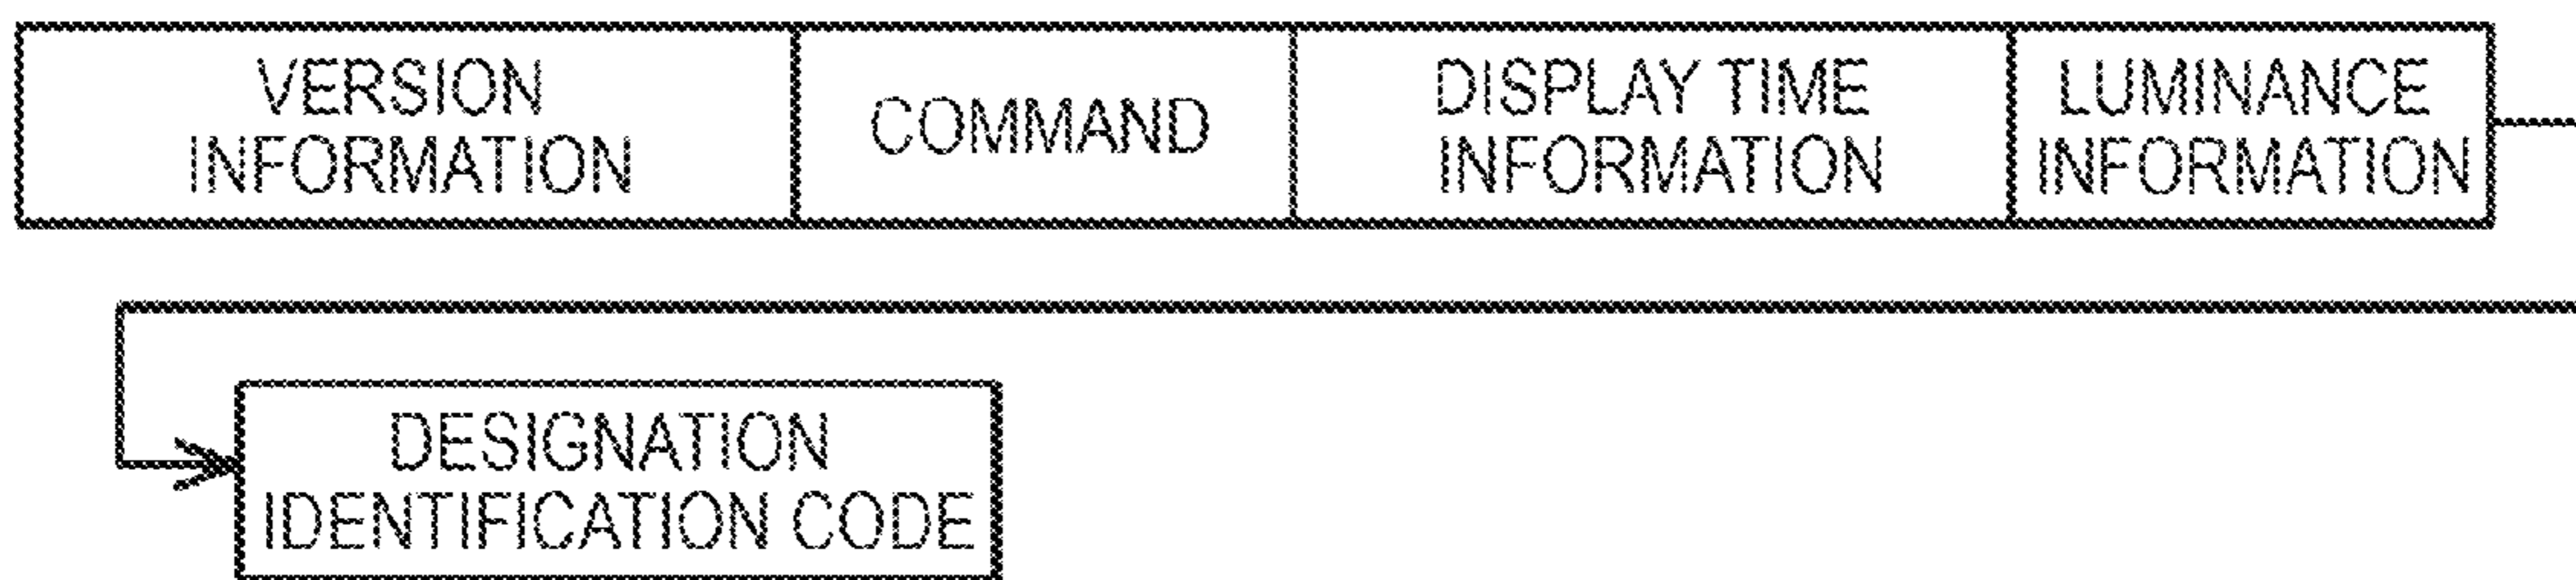 VERSION
INFORMATION
COMMAND
DISPLAY TIME
INFORMATION
LUMINANCE
INFORMATION
DESIGNATION
IDENTIFICATION CODE